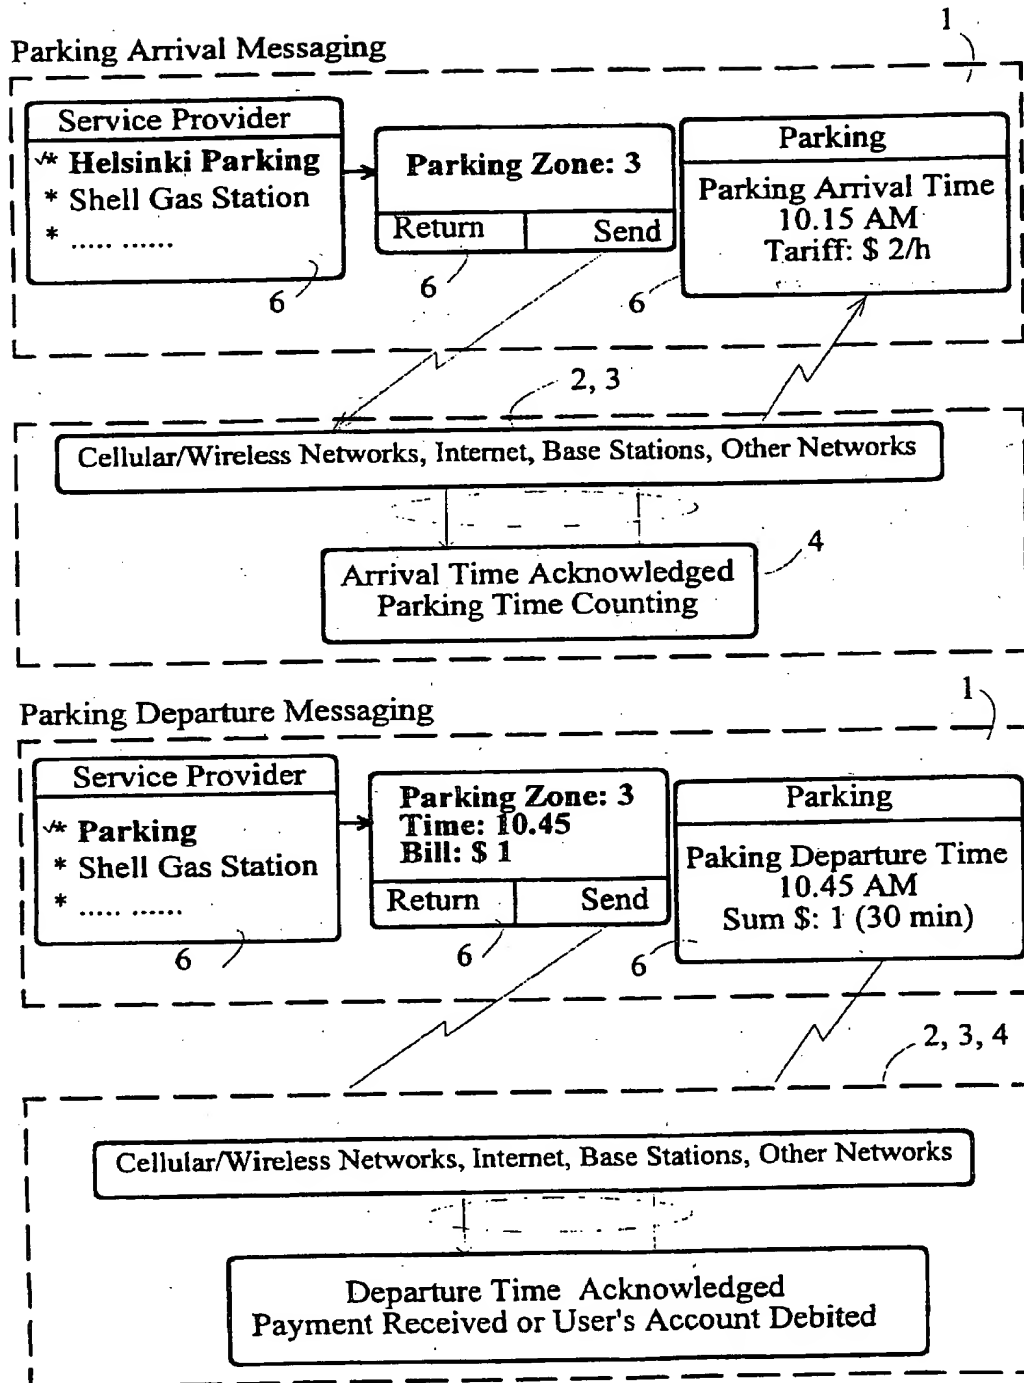 1
Parking Arrival Messaging
Service Provider
√* Helsinki Parking
* Shell Gas Station
* ..... ......
6
Parking Zone: 3
Return
Send
6
Parking
Parking Arrival Time
10.15 AM
Tariff: $ 2/h
6
2, 3
Cellular/Wireless Networks, Internet, Base Stations, Other Networks
4
Arrival Time Acknowledged
Parking Time Counting
1
Parking Departure Messaging
Service Provider
√* Parking
* Shell Gas Station
* ..... ......
6
Parking Zone: 3
Time: 10.45
Bill: $ 1
Return
Send
6
Parking
Paking Departure Time
10.45 AM
Sum $: 1 (30 min)
6
2, 3, 4
Cellular/Wireless Networks, Internet, Base Stations, Other Networks
Departure Time Acknowledged
Payment Received or User's Account Debited